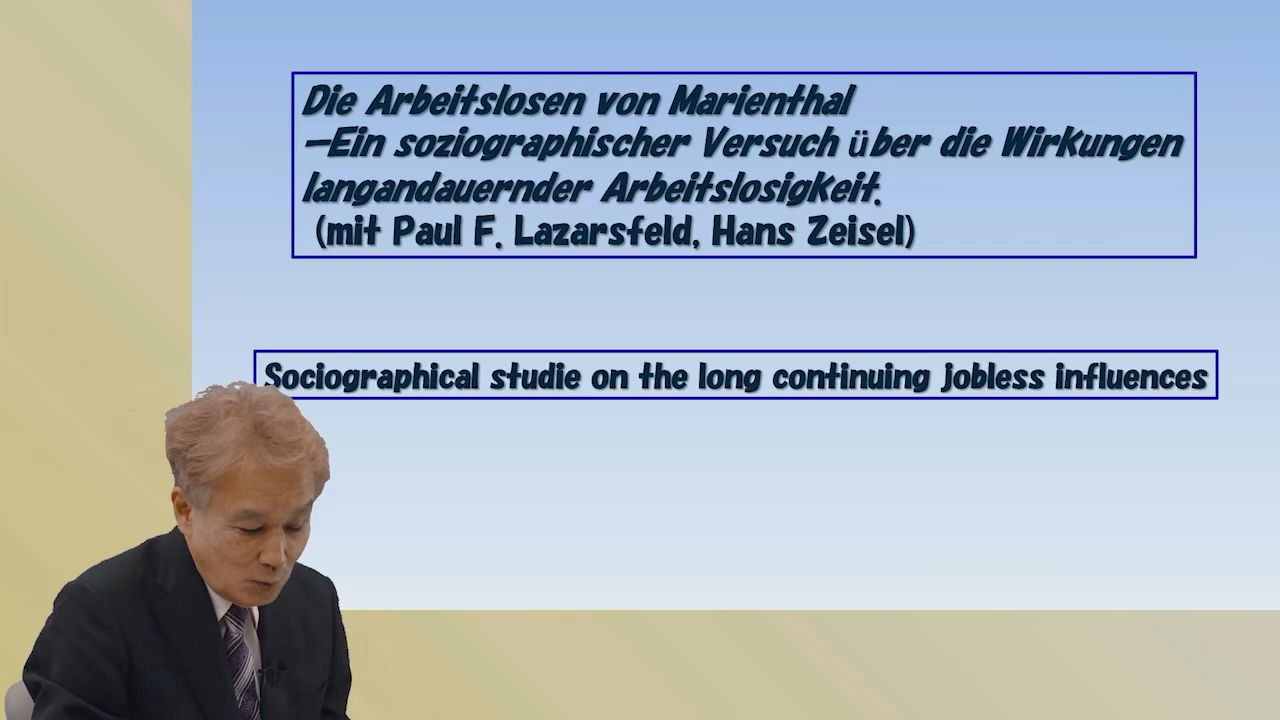 Die Arbeitslosen von Marienthal
—Ein soziographischer Versuch über die Wirkungen
langandauernder Arbeitslosigkeit.
(mit Paul F. Lazarsfeld, Hans Zeisel)
Sociographical studie on the long continuing jobless influences